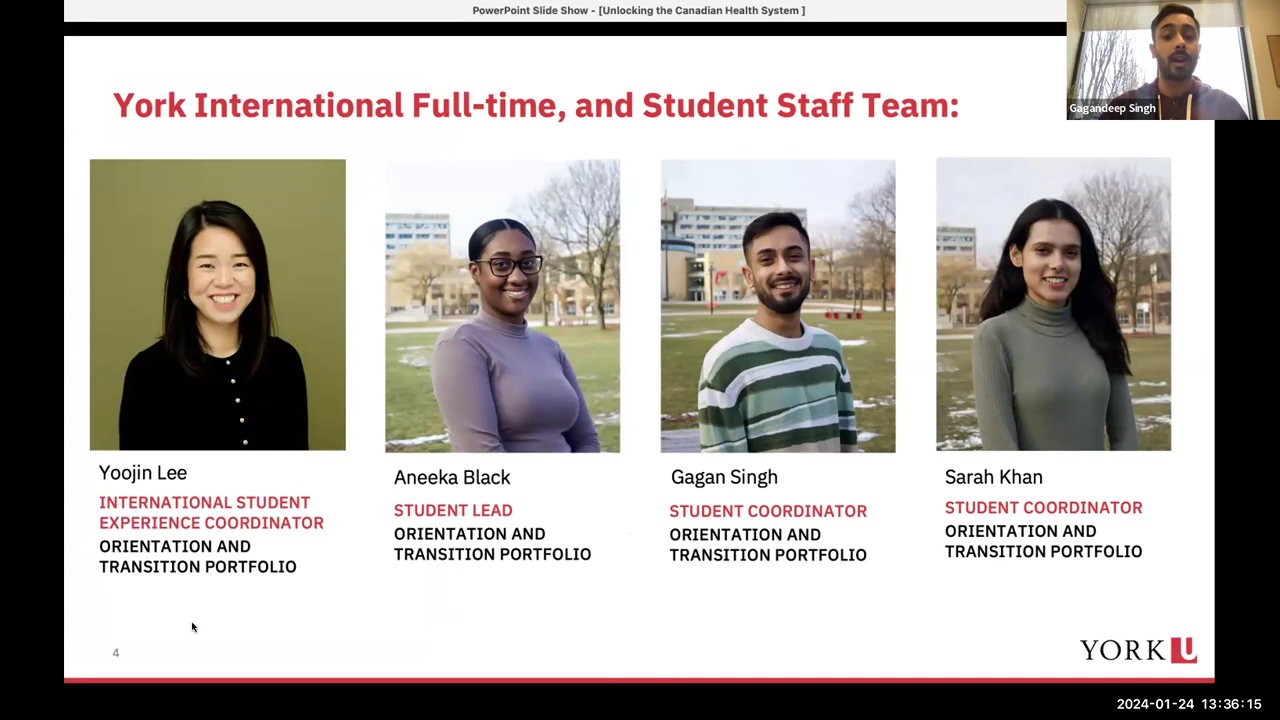 PowerPoint Slide Show - [Unlocking the Canadian Health System ]
Gagandeep Singh
York International Full-time, and Student Staff Team:
Yoojin Lee
INTERNATIONAL STUDENT
EXPERIENCE COORDINATOR
ORIENTATION AND
TRANSITION PORTFOLIO
Aneeka Black
STUDENT LEAD
ORIENTATION AND
TRANSITION PORTFOLIO
Gagan Singh
STUDENT COORDINATOR
ORIENTATION AND
TRANSITION PORTFOLIO
Sarah Khan
STUDENT COORDINATOR
ORIENTATION AND
TRANSITION PORTFOLIO
4
YORK U
2024-01-24 13:36:15